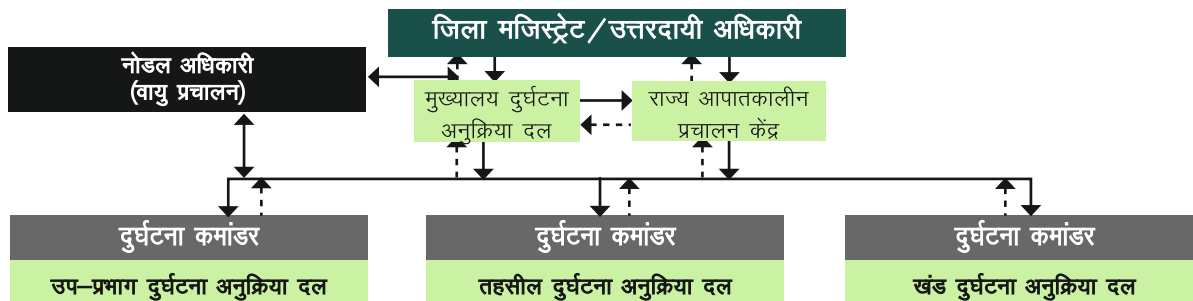 जिला मजिस्ट्रेट/उत्तरदायी अधिकारी
नोडल अधिकारी
(वायु प्रचालन)
मुख्यालय दुर्घटना
अनुक्रिया दल
राज्य आपातकालीन
प्रचालन केंद्र
दुर्घटना कमांडर
उप–प्रभाग दुर्घटना अनुक्रिया दल
दुर्घटना कमांडर
तहसील दुर्घटना अनुक्रिया दल
दुर्घटना कमांडर
खंड दुर्घटना अनुक्रिया दल